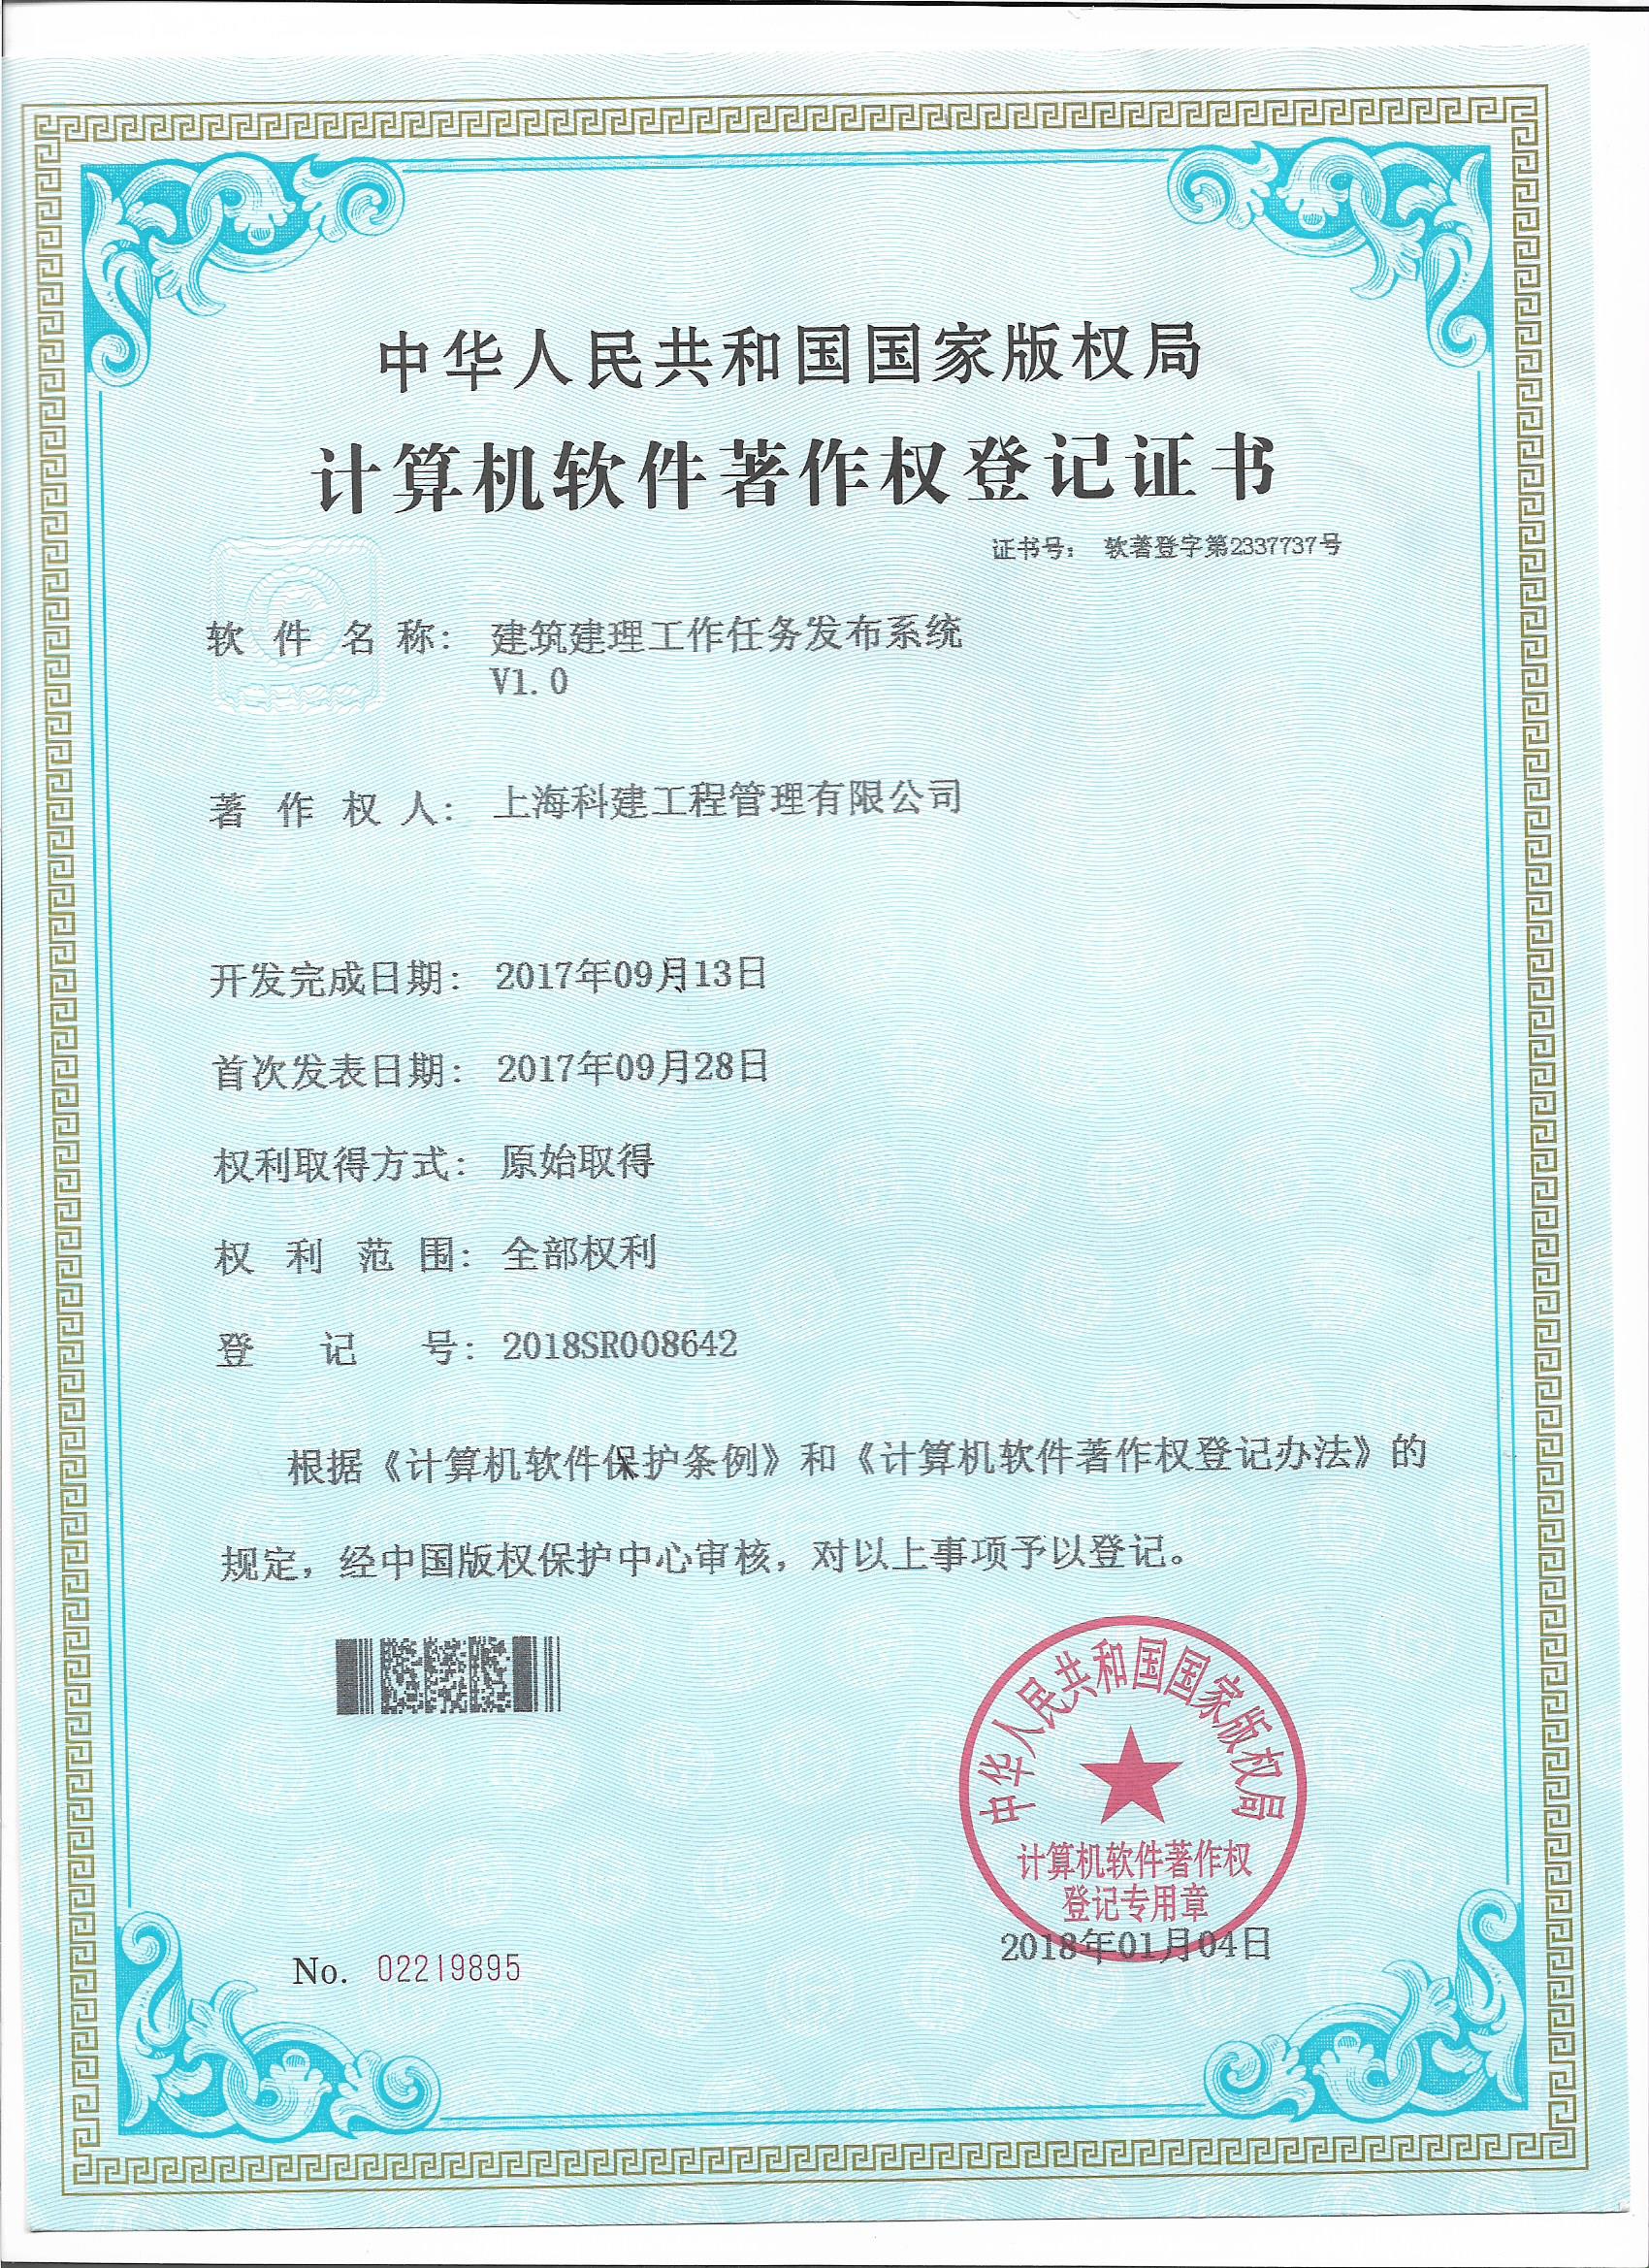 中华人民共和国国家版权局
计算机软件著作权登记证书
证书号： 软著登字第2337737号
软件名称： 建筑建理工作任务发布系统
V1.0
著作权人： 上海科建工程管理有限公司
开发完成日期： 2017年09月13日
首次发表日期： 2017年09月28日
权利取得方式： 原始取得
权利范围： 全部权利
登记号： 2018SR008642
根据《计算机软件保护条例》和《计算机软件著作权登记办法》的
规定，经中国版权保护中心审核，对以上事项予以登记。
中华人民共和国国家版权局
计算机软件著作权
登记专用章
2018年01月04日
No. 02219895